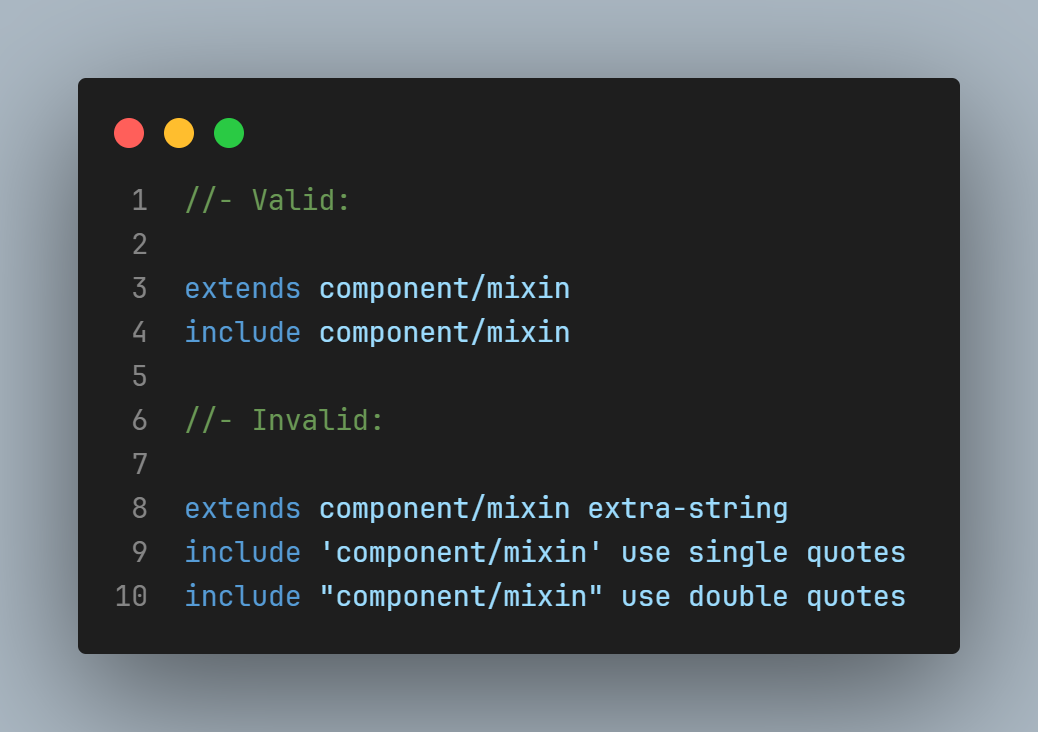 1 //- Valid:
2
3 extends component/mixin
4 include component/mixin
5
6 //- Invalid:
7
8 extends component/mixin extra-string
9 include 'component/mixin' use single quotes
10 include "component/mixin" use double quotes